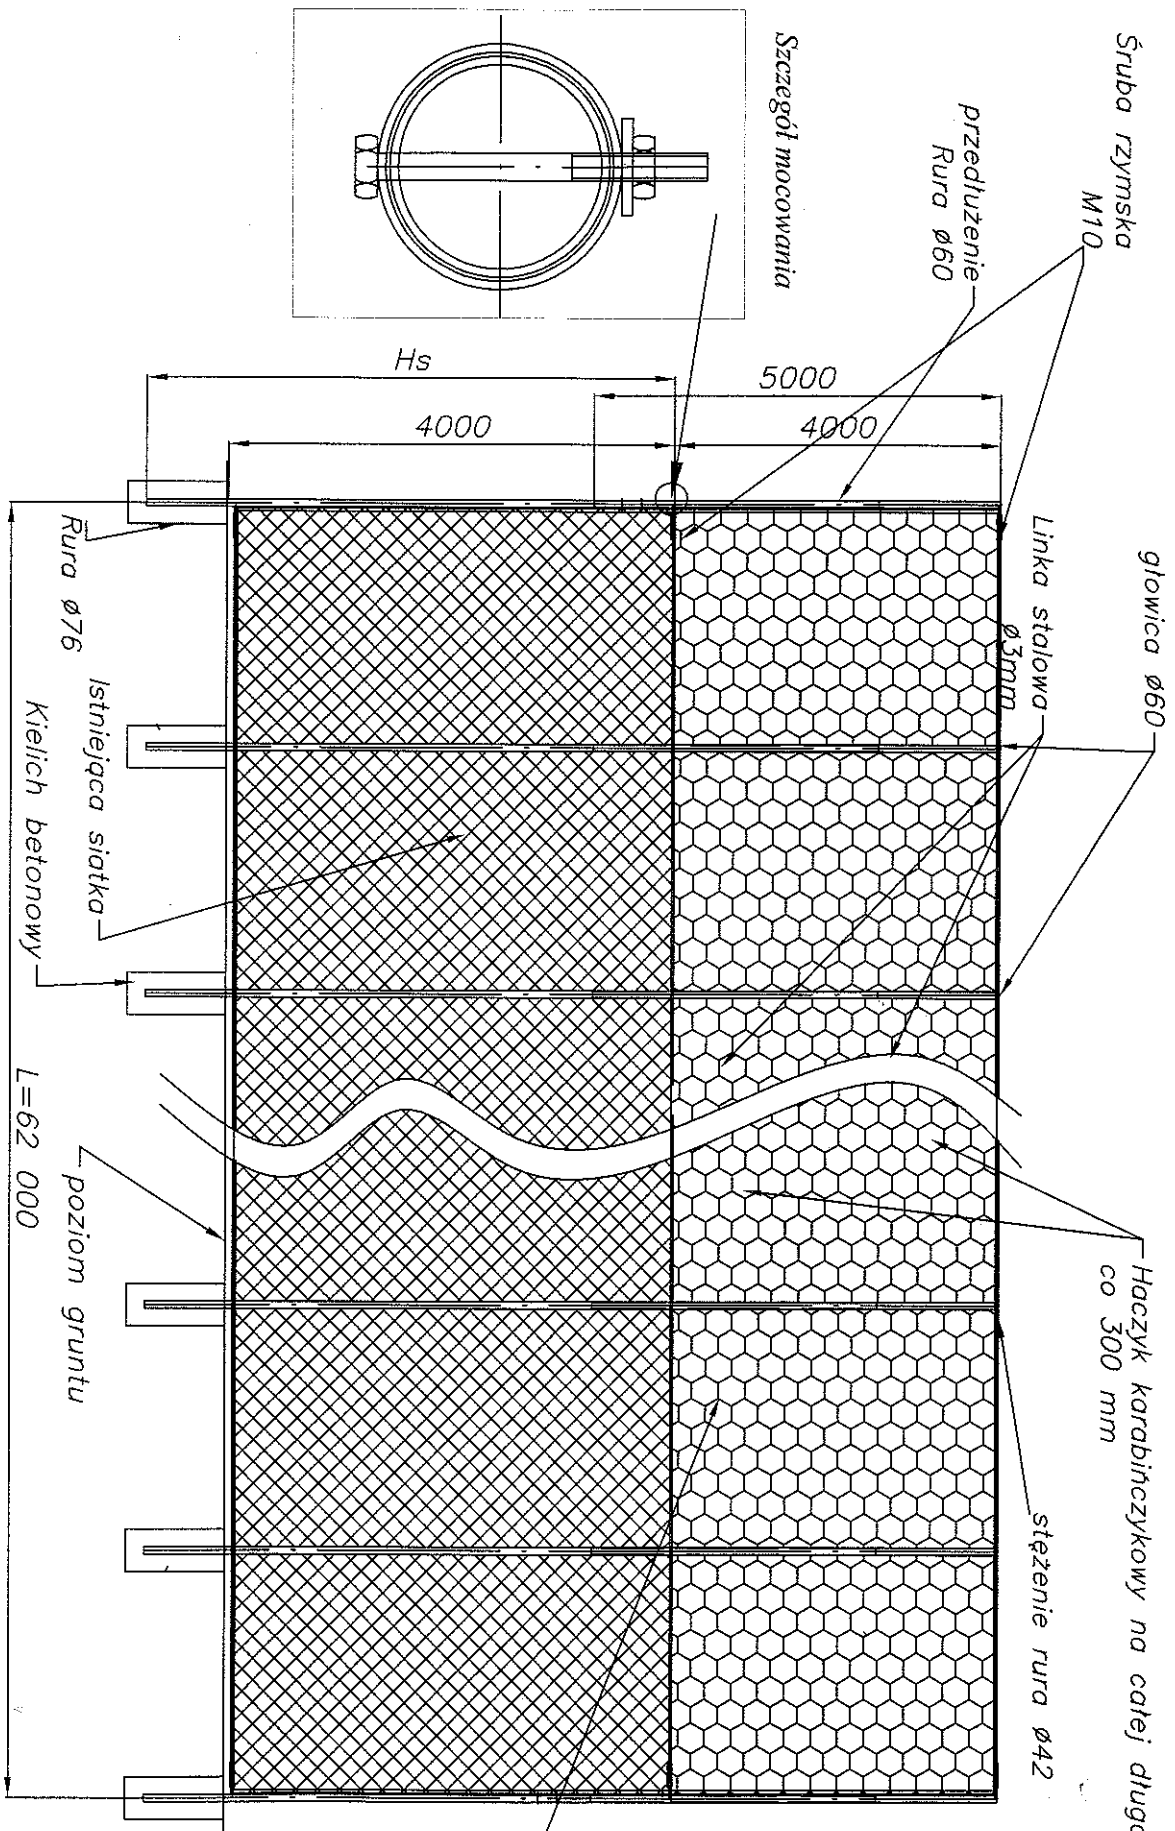 Śruba rzymska
M10
przedłużenie
Rura ø60
Szczegół mocowania
głowica ø60
Linka stalowa
ø3mm
Haczyk karabińczykowy na całej długo
co 300 mm
stężenie rura ø42
5000
4000
Hs
4000
Rura ø76
Istniejąca siatka
Kielich betonowy
poziom gruntu
L=62 000